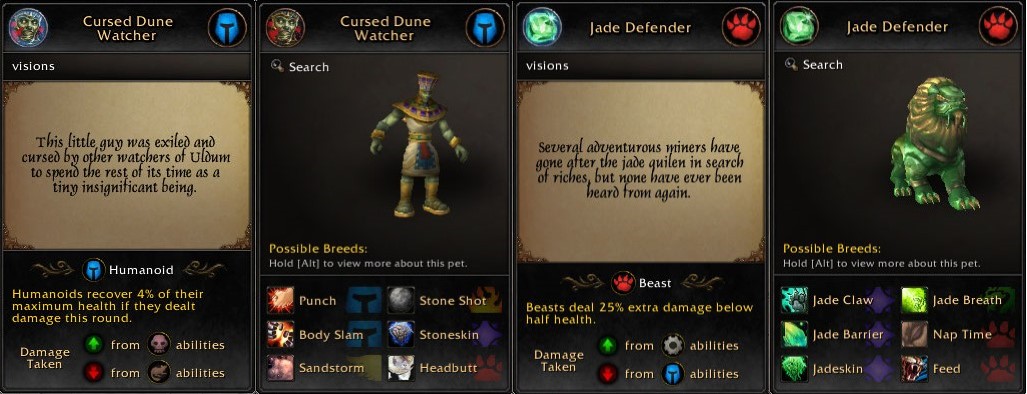 Cursed Dune
Watcher
visions
This little guy was exiled and
cursed by other watchers of Uldum
to spend the rest of its time as a
tiny insignificant being.
Humanoid
Humanoids recover 4% of their
maximum health if they dealt
damage this round.
Damage
Taken
from abilities
from abilities
Cursed Dune
Watcher
Search
Possible Breeds:
Hold [Alt] to view more about this pet.
Punch Stone Shot
Body Slam Stoneskin
Sandstorm Headbutt
Jade Defender
visions
Several adventurous miners have
gone after the jade quilen in search
of riches, but none have ever been
heard from again.
Beast
Beasts deal 25% extra damage below
half health.
Damage
Taken
from abilities
from abilities
Jade Defender
Search
Possible Breeds:
Hold [Alt] to view more about this pet.
Jade Claw Jade Breath
Jade Barrier Nap Time
Jadeskin Feed